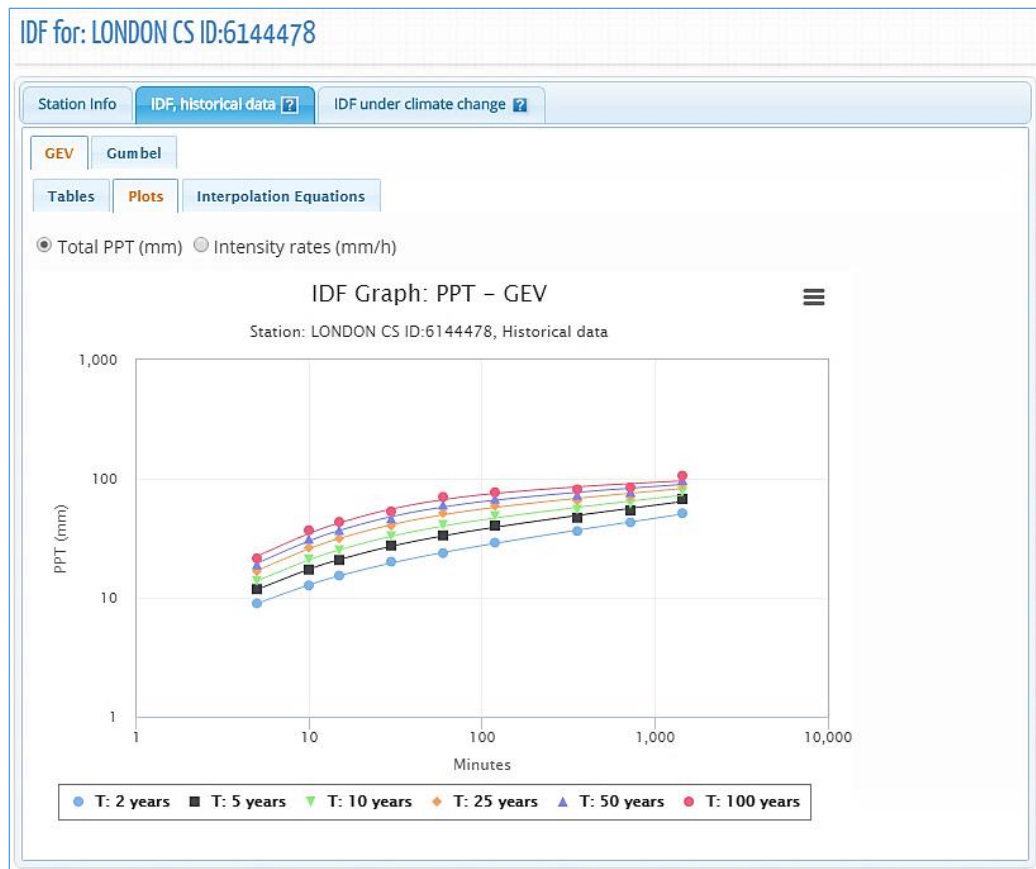 IDF for: LONDON CS ID:6144478
Station Info IDF, historical data ? IDF under climate change ?
GEV Gumbel
Tables Plots Interpolation Equations
Total PPT (mm) Intensity rates (mm/h)
IDF Graph: PPT – GEV
Station: LONDON CS ID:6144478, Historical data
1,000
100
10
1
PPT (mm)
1 10 100 1,000 10,000
Minutes
T: 2 years T: 5 years T: 10 years T: 25 years T: 50 years T: 100 years